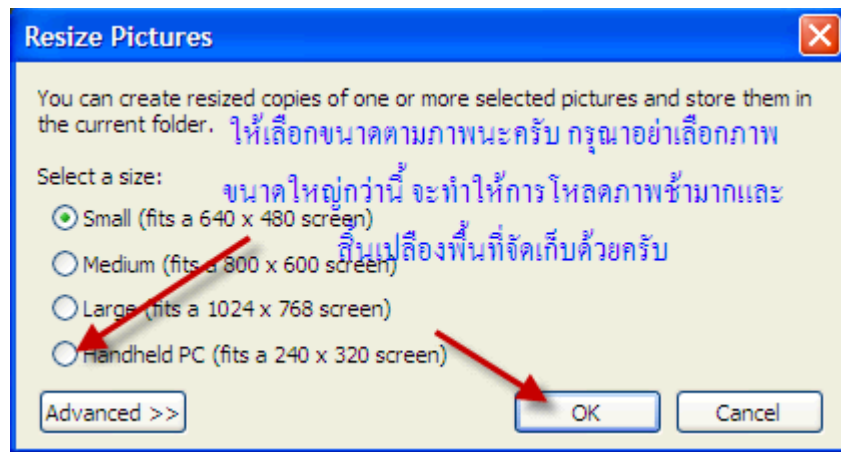 Resize Pictures
You can create resized copies of one or more selected pictures and store them in
the current folder.
ให้เลือกขนาดตามภาพนะครับ กรุณาอย่าเลือกภาพ
ขนาดใหญ่กว่านี้ จะทำให้การโหลดภาพช้ามากและ
สิ้นเปลืองพื้นที่จัดเก็บด้วยครับ
Select a size:
Small (fits a 640 x 480 screen)
Medium (fits a 800 x 600 screen)
Large (fits a 1024 x 768 screen)
Handheld PC (fits a 240 x 320 screen)
Advanced >>
OK
Cancel